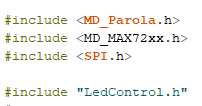 #include <MD_Parola.h>
#include <MD_MAX72xx.h>
#include <SPI.h>
#include "LedControl.h"